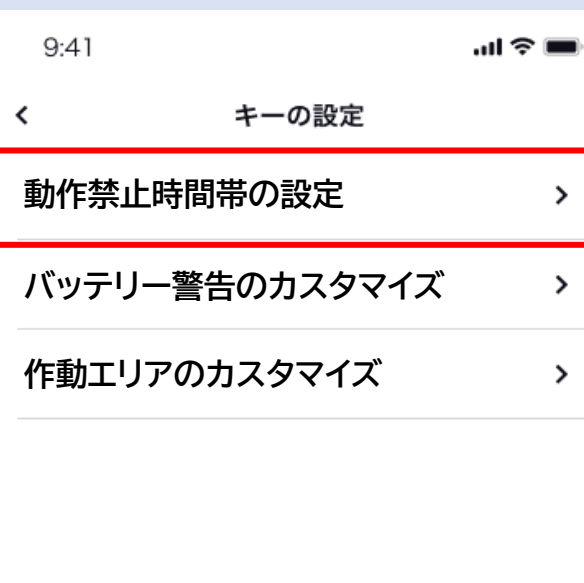 9:41
キーの設定
動作禁止時間帯の設定
バッテリー警告のカスタマイズ
作動エリアのカスタマイズ